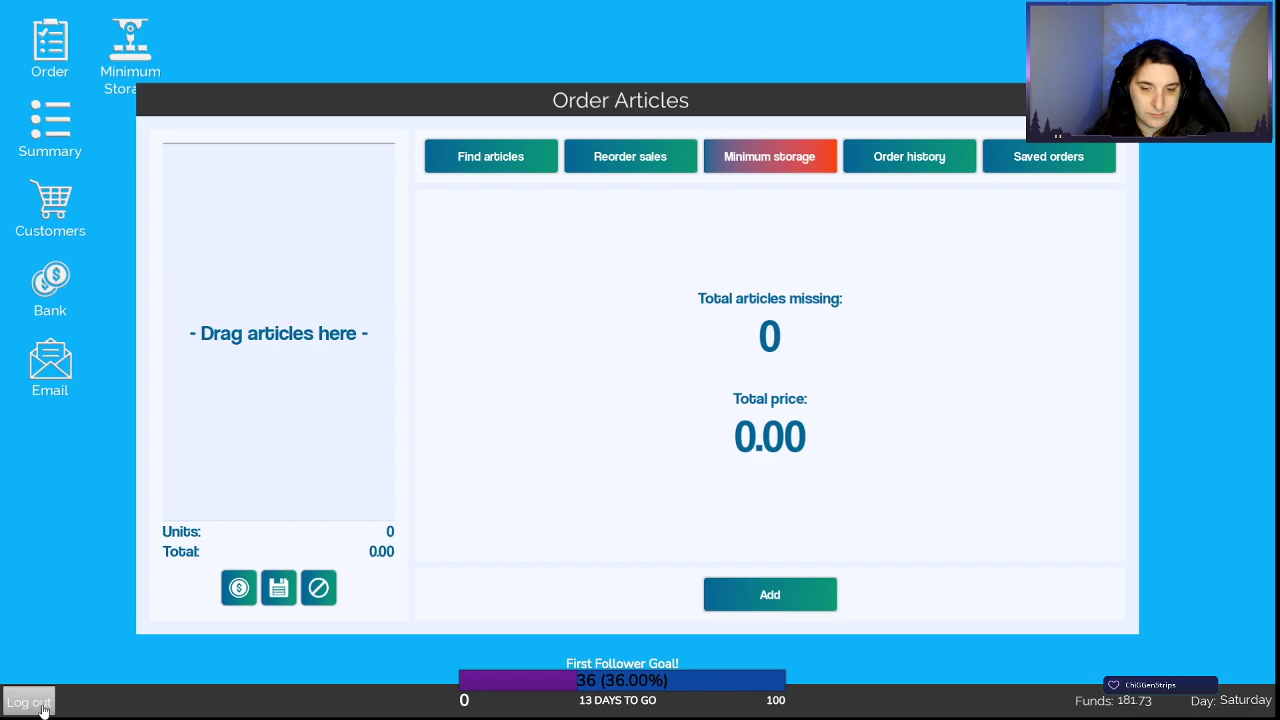 Order
Minimum
Stora
Summary
Customers
Bank
Email
Order Articles
Find articles
Reorder sales
Minimum storage
Order history
Saved orders
- Drag articles here -
Total articles missing:
0
Total price:
0.00
Units: 0
Total: 0.00
Add
First Follower Goal!
36 (36.00%)
0 13 DAYS TO GO 100
ChiGGenStrips
Log out
Funds: 181.73 Day: Saturday